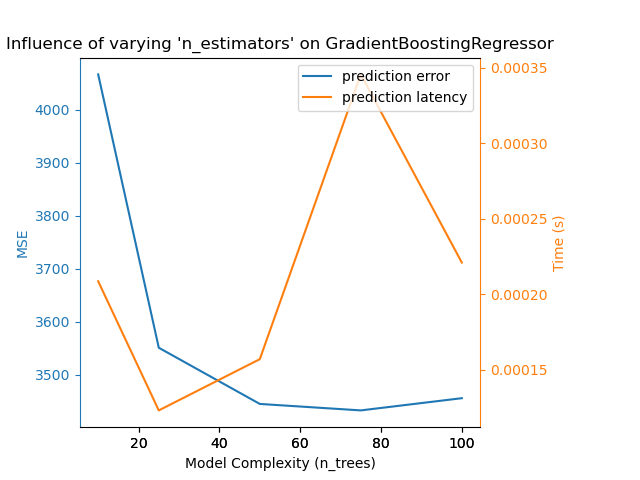 Influence of varying 'n_estimators' on GradientBoostingRegressor
prediction error
prediction latency
4000
3900
3800
3700
3600
3500
MSE
0.00035
0.00030
0.00025
0.00020
0.00015
Time (s)
20 40 60 80 100
Model Complexity (n_trees)